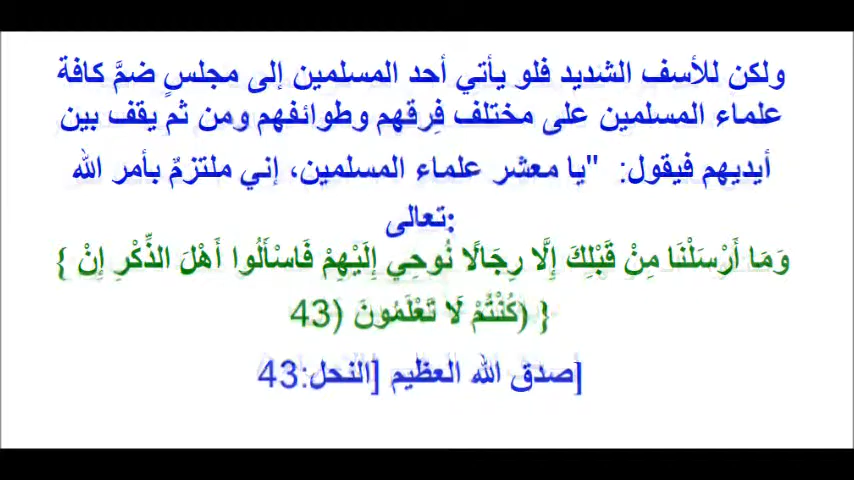 ولكن للأسف الشديد فلو يأتي أحد المسلمين إلى مجلسٍ ضمَّ كافة
علماء المسلمين على مختلف فِرقهم وطوائفهم ومن ثم يقف بين
أيديهم فيقول: "يا معشر علماء المسلمين، إني ملتزمٌ بأمر الله
تعالى:
{ وَمَا أَرْسَلْنَا مِنْ قَبْلِكَ إِلَّا رِجَالًا نُوحِي إِلَيْهِمْ فَاسْأَلُوا أَهْلَ الذِّكْرِ إِنْ
كُنْتُمْ لَا تَعْلَمُونَ (43) }
صدق الله العظيم [النحل:43]